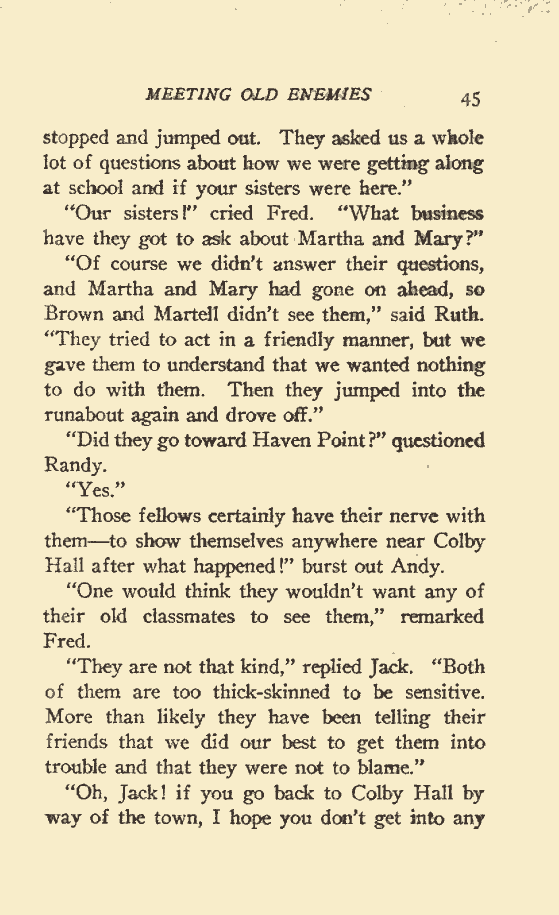 MEETING OLD ENEMIES 45
stopped and jumped out. They asked us a whole
lot of questions about how we were getting along
at school and if your sisters were here.”
“Our sisters!” cried Fred. “What business
have they got to ask about Martha and Mary?”
“Of course we didn’t answer their questions,
and Martha and Mary had gone on ahead, so
Brown and Martell didn’t see them,” said Ruth.
“They tried to act in a friendly manner, but we
gave them to understand that we wanted nothing
to do with them. Then they jumped into the
runabout again and drove off.”
“Did they go toward Haven Point?” questioned
Randy.
“Yes.”
“Those fellows certainly have their nerve with
them—to show themselves anywhere near Colby
Hall after what happened!” burst out Andy.
“One would think they wouldn’t want any of
their old classmates to see them,” remarked
Fred.
“They are not that kind,” replied Jack. “Both
of them are too thick-skinned to be sensitive.
More than likely they have been telling their
friends that we did our best to get them into
trouble and that they were not to blame.”
“Oh, Jack! if you go back to Colby Hall by
way of the town, I hope you don’t get into any